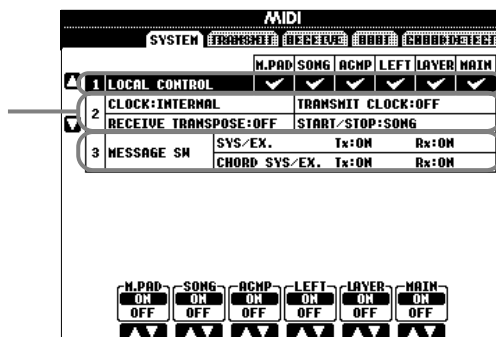 MIDI
SYSTEM TRANSMIT RECEIVE ROOT CHORD DETECT
M.PAD SONG ACMP LEFT LAYER MAIN
1 LOCAL CONTROL
2 CLOCK:INTERNAL TRANSMIT CLOCK:OFF
RECEIVE TRANSPOSE:OFF START/STOP:SONG
3 MESSAGE SW SYS/EX. Tx:ON Rx:ON
CHORD SYS/EX. Tx:ON Rx:ON
M.PAD SONG ACMP LEFT LAYER MAIN
ON ON ON ON ON ON
OFF OFF OFF OFF OFF OFF